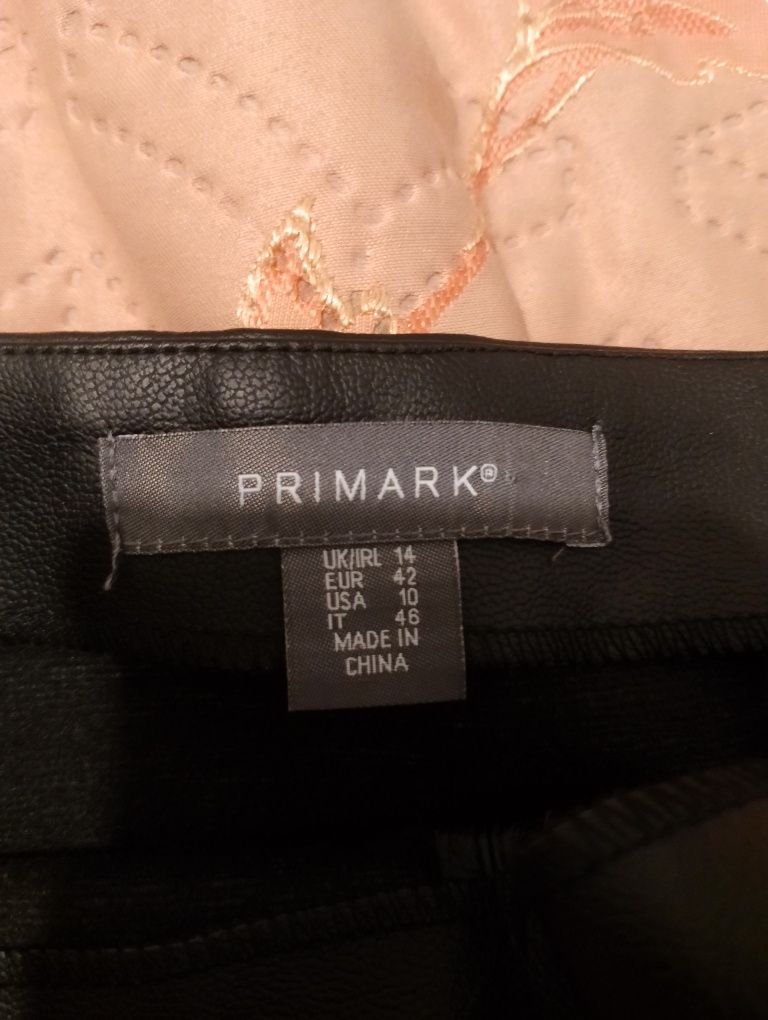 PRIMARK®
UK/IRL 14
EUR 42
USA 10
IT 46
MADE IN
CHINA